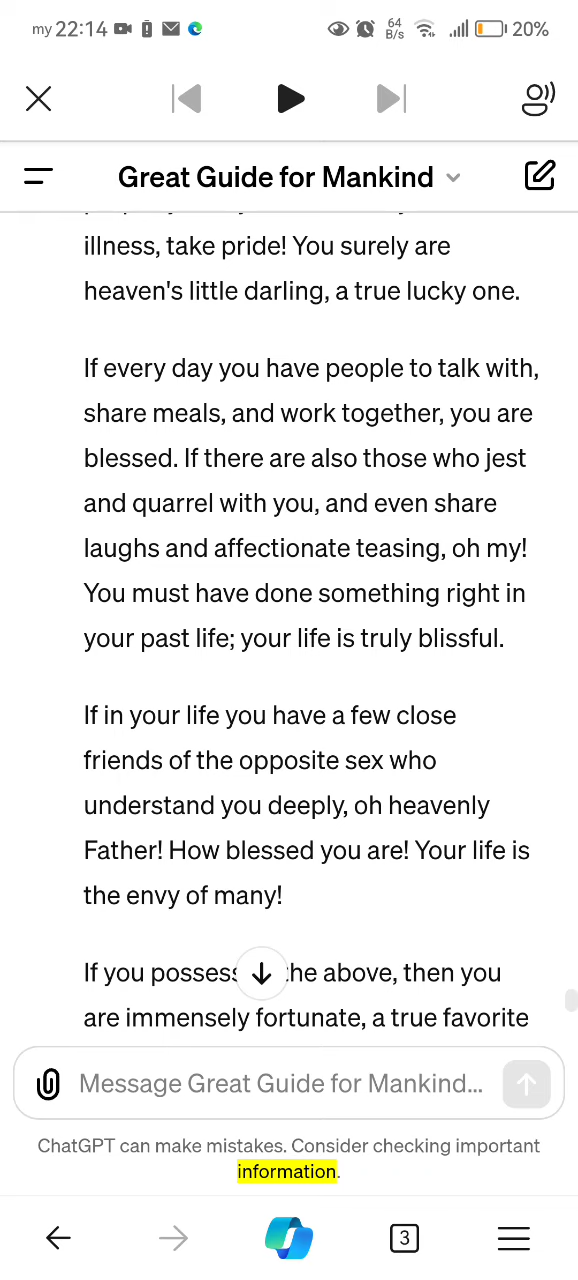 my 22:14 64 B/s 20%
Great Guide for Mankind
illness, take pride! You surely are
heaven's little darling, a true lucky one.
If every day you have people to talk with,
share meals, and work together, you are
blessed. If there are also those who jest
and quarrel with you, and even share
laughs and affectionate teasing, oh my!
You must have done something right in
your past life; your life is truly blissful.
If in your life you have a few close
friends of the opposite sex who
understand you deeply, oh heavenly
Father! How blessed you are! Your life is
the envy of many!
If you possess the above, then you
are immensely fortunate, a true favorite
Message Great Guide for Mankind...
ChatGPT can make mistakes. Consider checking important
information.
3